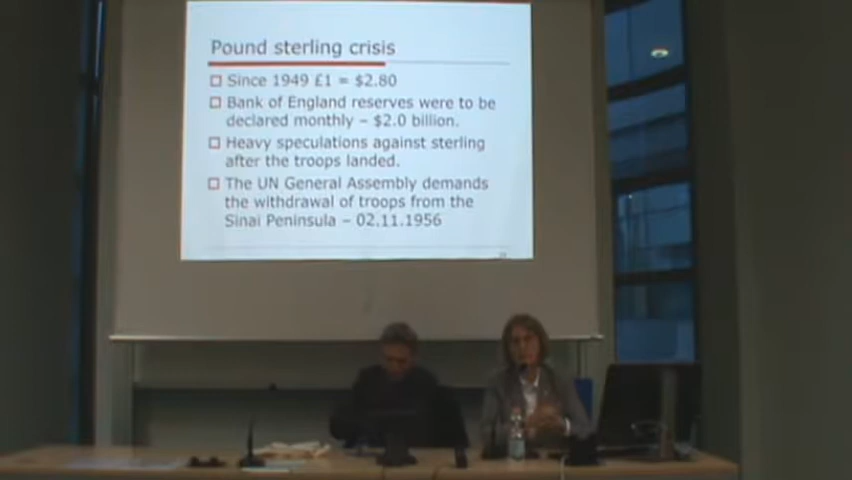 Pound sterling crisis
Since 1949 £1 = $2.80
Bank of England reserves were to be
declared monthly – $2.0 billion.
Heavy speculations against sterling
after the troops landed.
The UN General Assembly demands
the withdrawal of troops from the
Sinai Peninsula – 02.11.1956